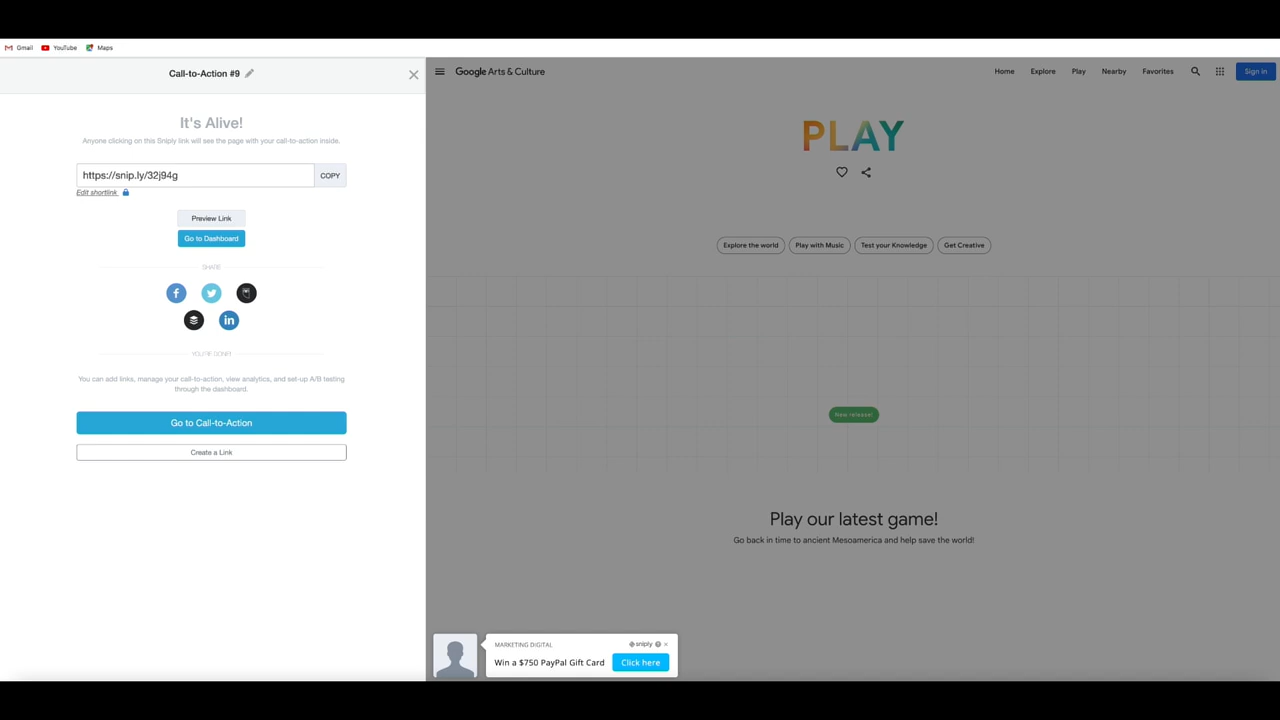 Gmail
YouTube
Maps
Call-to-Action #9
It's Alive!
Anyone clicking on this Sniply link will see the page with your call-to-action inside.
https://snip.ly/32j94g
COPY
Edit shortlink
Preview Link
Go to Dashboard
SHARE
YOU'RE DONE!
You can add links, manage your call-to-action, view analytics, and set-up A/B testing
through the dashboard.
Go to Call-to-Action
Create a Link
Google Arts & Culture
Home
Explore
Play
Nearby
Favorites
Sign in
PLAY
Explore the world
Play with Music
Test your Knowledge
Get Creative
New release!
Play our latest game!
Go back in time to ancient Mesoamerica and help save the world!
MARKETING DIGITAL
sniply
Win a $750 PayPal Gift Card
Click here